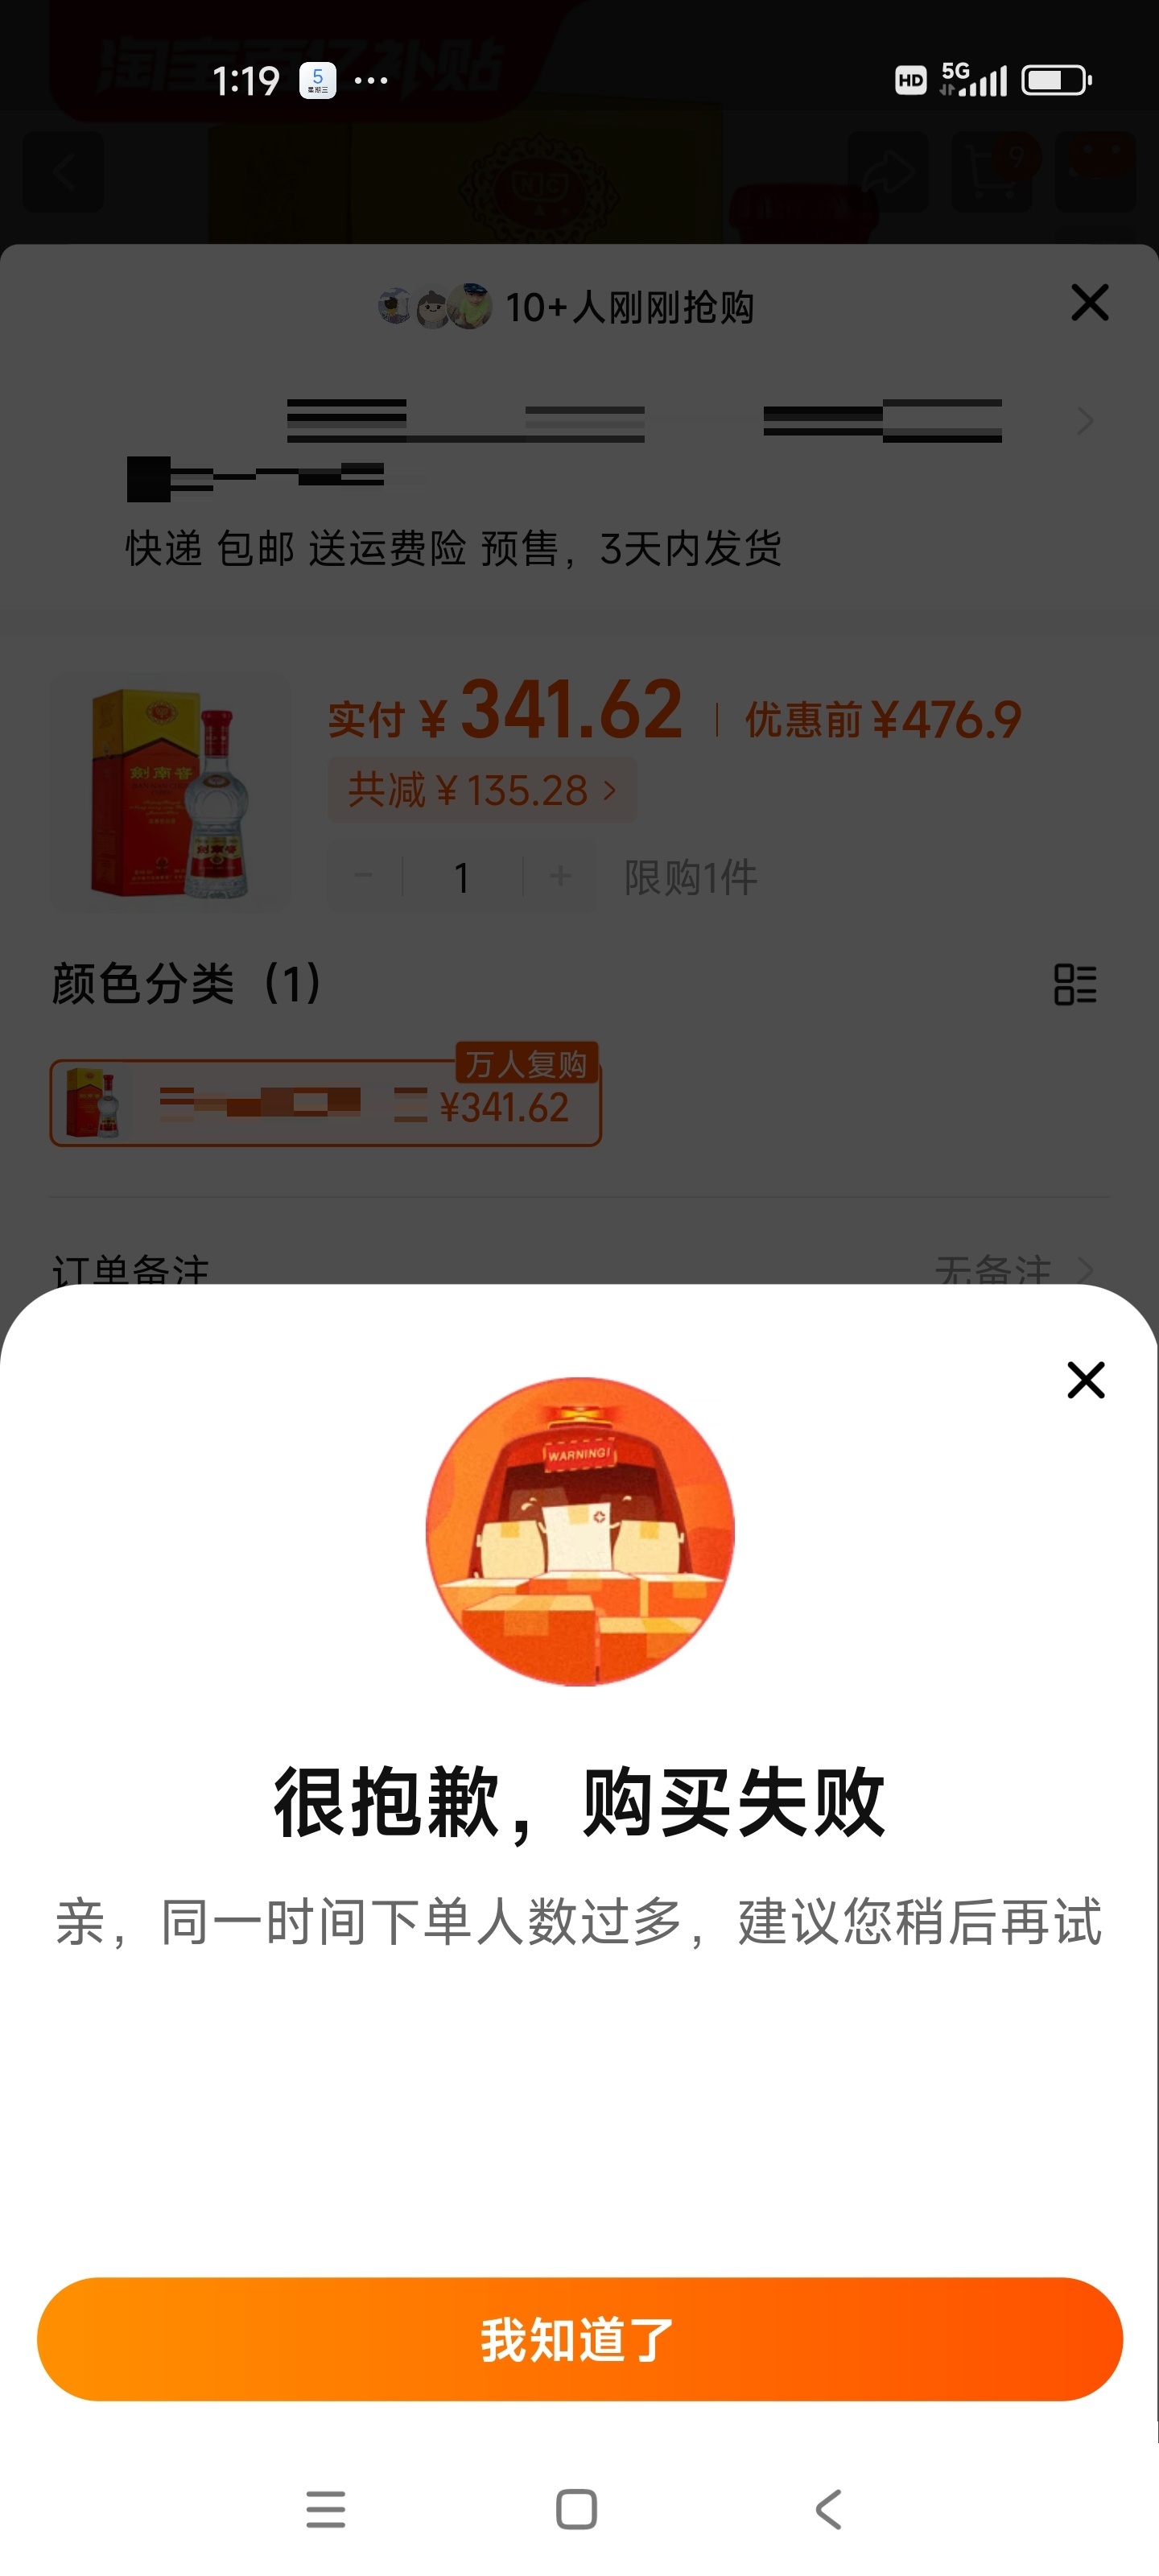 淘宝百亿补贴
1:19 5 星期三 ... HD 5G
9
10+人刚刚抢购
快递 包邮 送运费险 预售，3天内发货
实付 ¥ 341.62 | 优惠前 ¥476.9
共减 ¥ 135.28 >
- 1 + 限购1件
劍南春
颜色分类（1）
万人复购
¥341.62
订单备注 无备注 >
WARNING!
很抱歉，购买失败
亲，同一时间下单人数过多，建议您稍后再试
我知道了